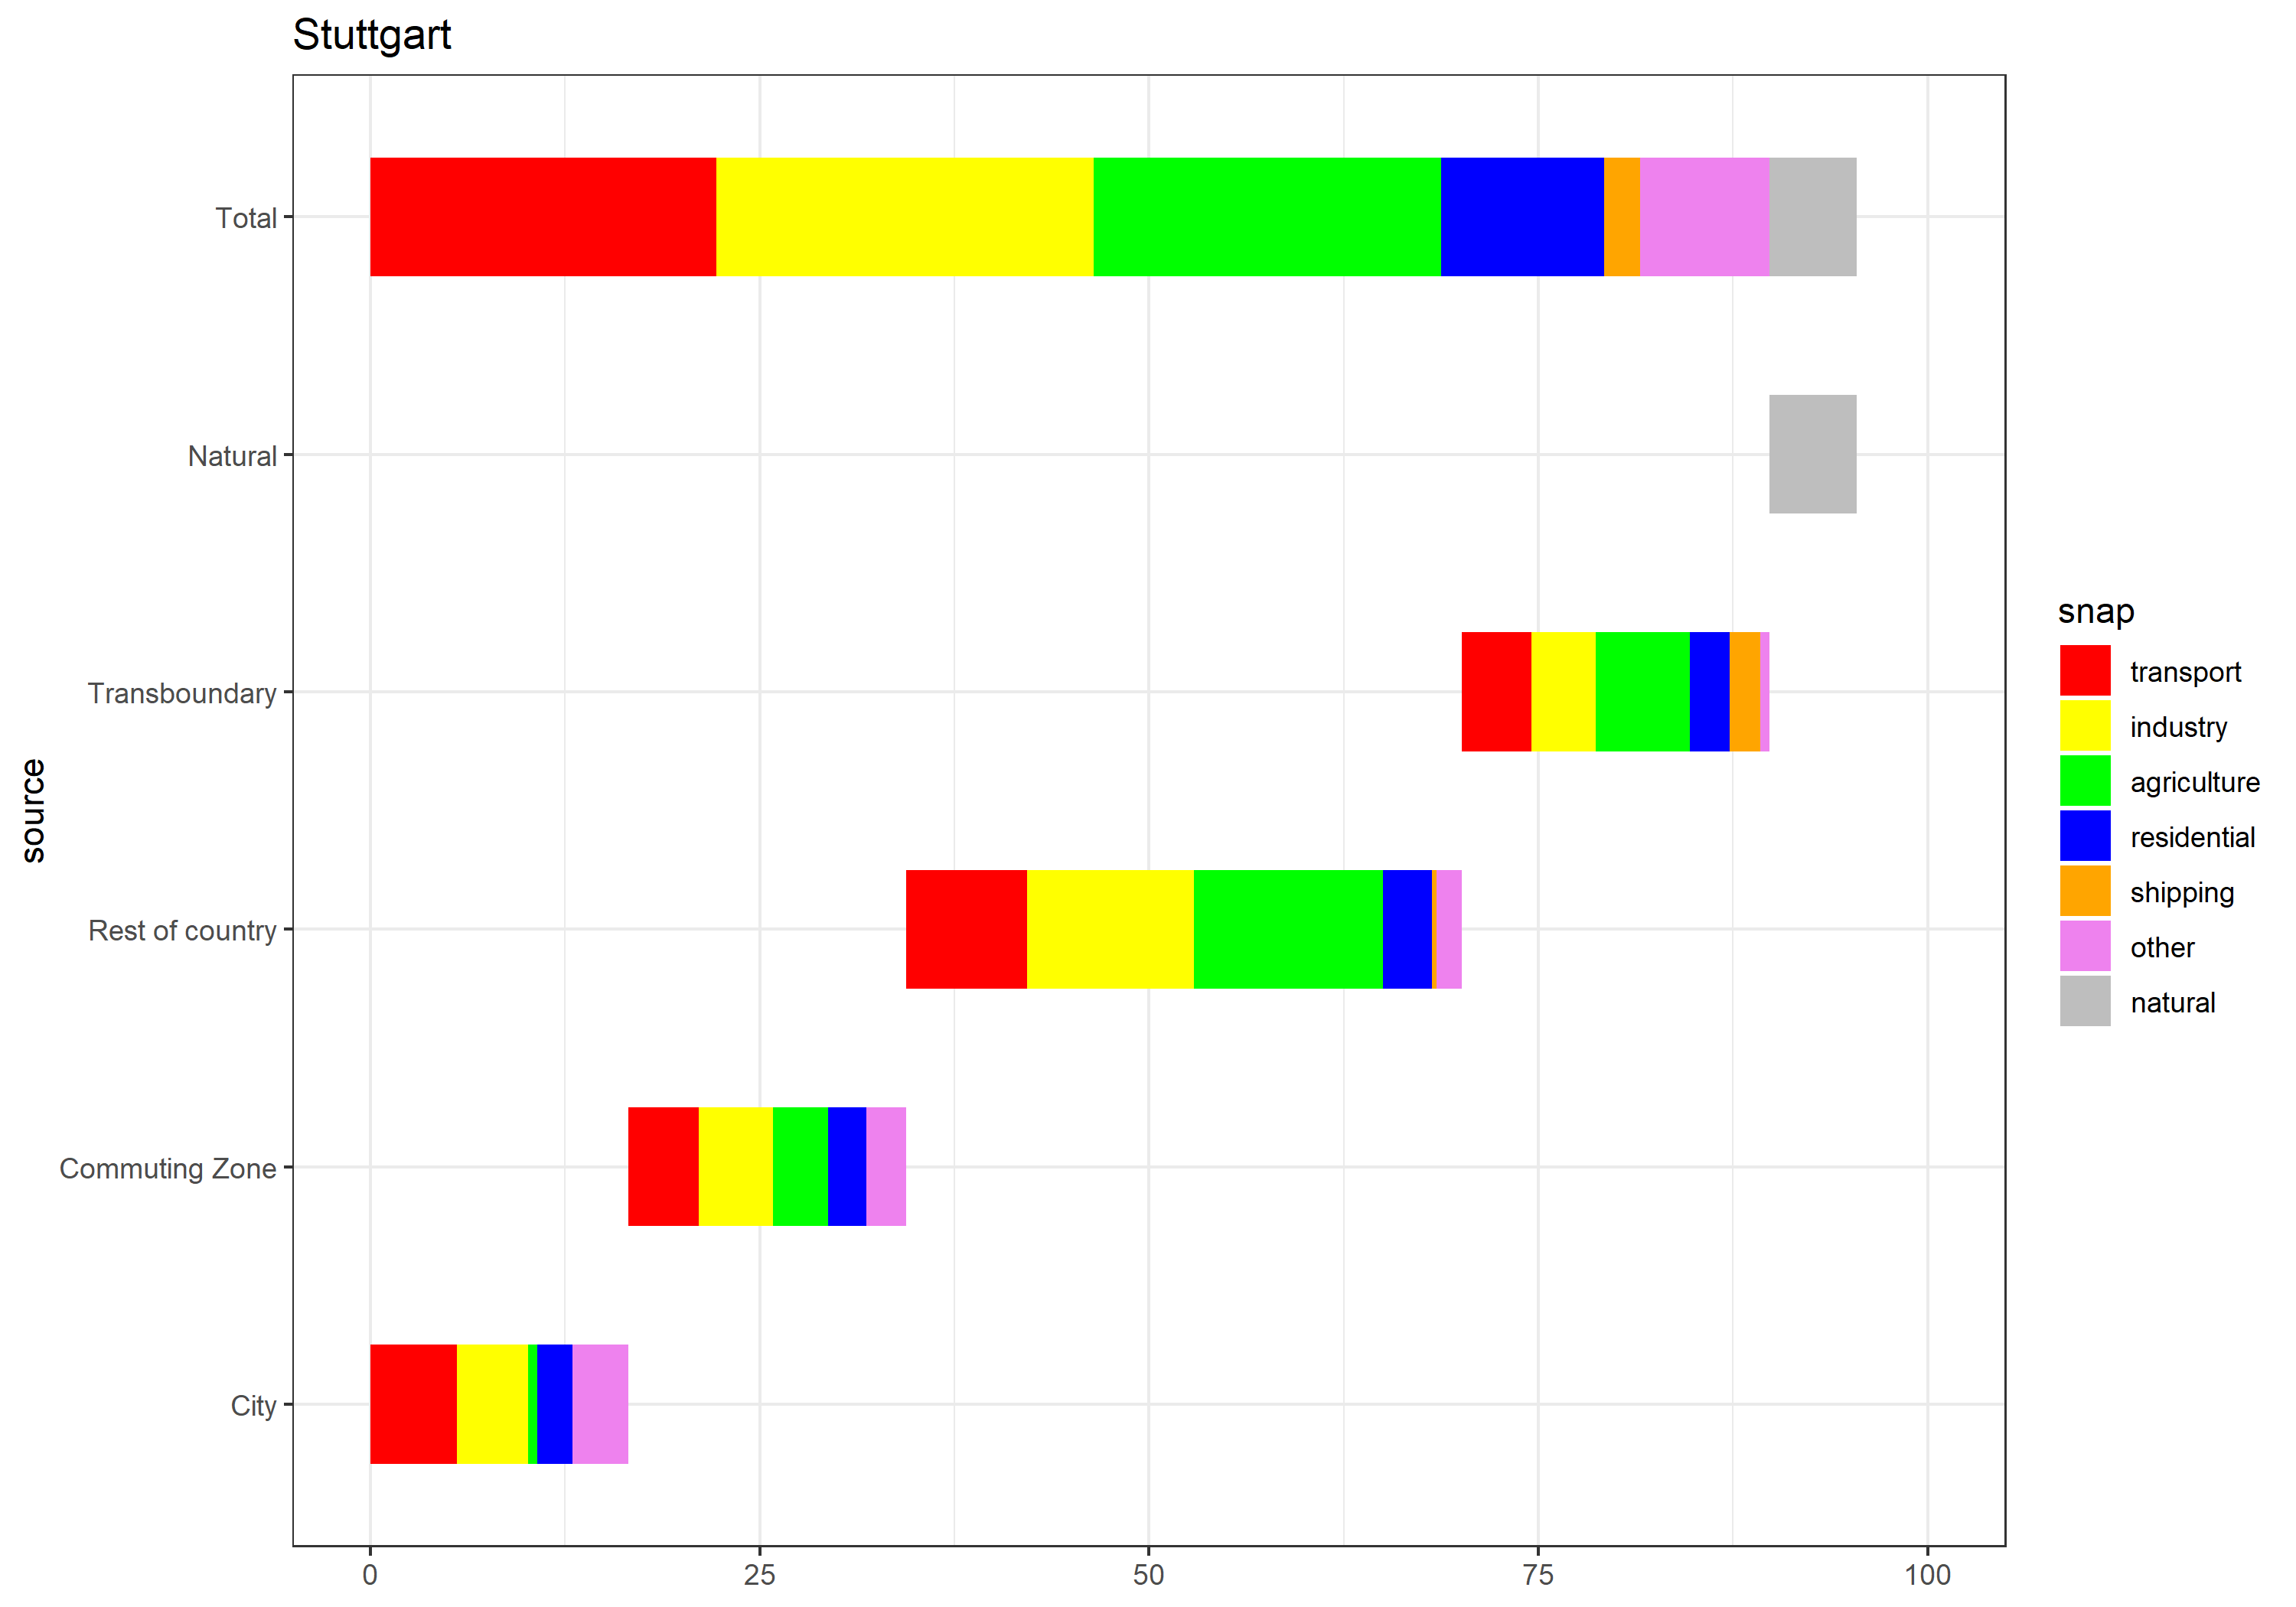 Stuttgart
Total
Natural
Transboundary
Rest of country
Commuting Zone
City
source
0 25 50 75 100
snap
transport
industry
agriculture
residential
shipping
other
natural